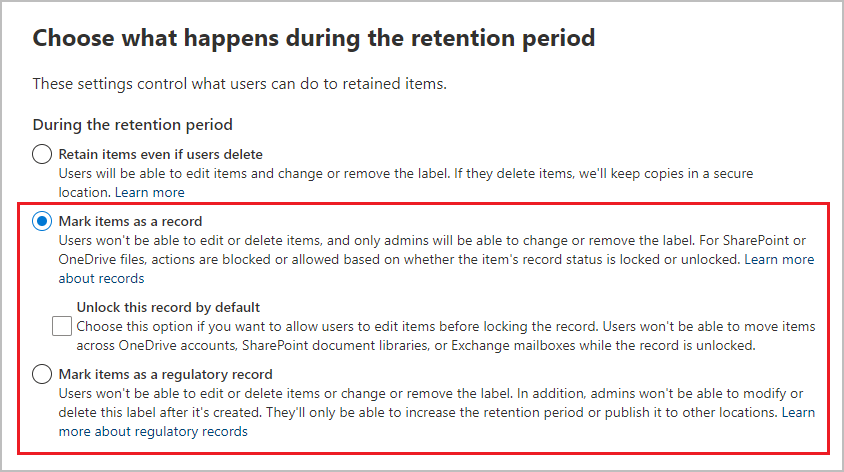 Choose what happens during the retention period
These settings control what users can do to retained items.
During the retention period
Retain items even if users delete
Users will be able to edit items and change or remove the label. If they delete items, we'll keep copies in a secure
location. Learn more
Mark items as a record
Users won't be able to edit or delete items, and only admins will be able to change or remove the label. For SharePoint or
OneDrive files, actions are blocked or allowed based on whether the item's record status is locked or unlocked. Learn more
about records
Unlock this record by default
Choose this option if you want to allow users to edit items before locking the record. Users won't be able to move items
across OneDrive accounts, SharePoint document libraries, or Exchange mailboxes while the record is unlocked.
Mark items as a regulatory record
Users won't be able to edit or delete items or change or remove the label. In addition, admins won't be able to modify or
delete this label after it's created. They'll only be able to increase the retention period or publish it to other locations. Learn
more about regulatory records